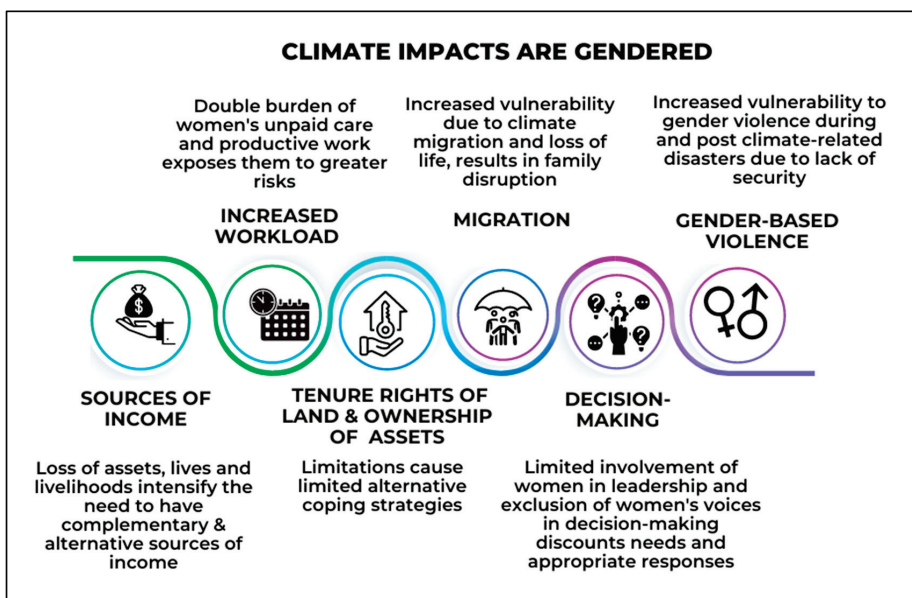 CLIMATE IMPACTS ARE GENDERED
Double burden of
women's unpaid care
and productive work
exposes them to greater
risks
INCREASED
WORKLOAD
Increased vulnerability
due to climate
migration and loss of
life, results in family
disruption
MIGRATION
Increased vulnerability to
gender violence during
and post climate-related
disasters due to lack of
security
GENDER-BASED
VIOLENCE
$
SOURCES OF
INCOME
Loss of assets, lives and
livelihoods intensify the
need to have
complementary &
alternative sources of
income
TENURE RIGHTS OF
LAND & OWNERSHIP
OF ASSETS
Limitations cause
limited alternative
coping strategies
DECISION-
MAKING
Limited involvement of
women in leadership and
exclusion of women's voices
in decision-making
discounts needs and
appropriate responses